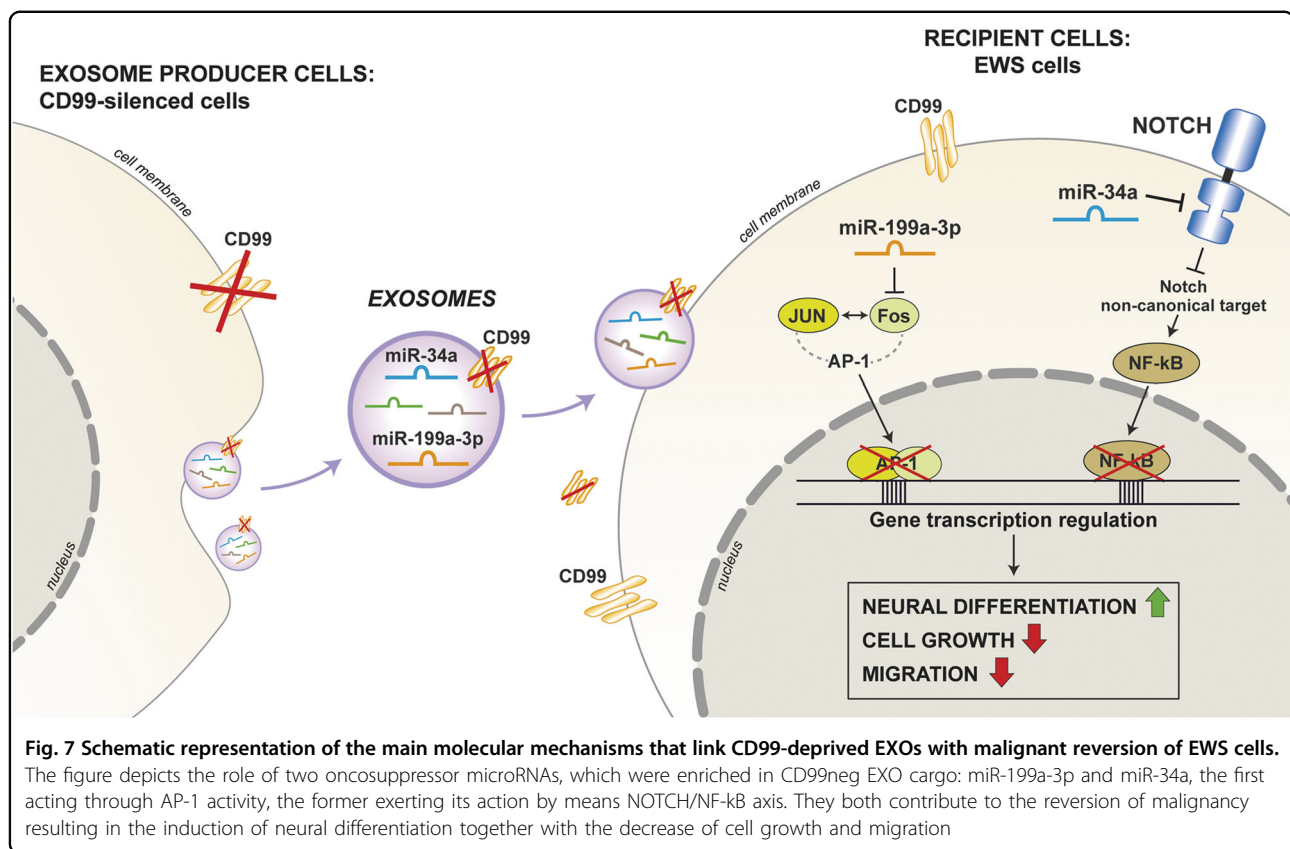 EXOSOME PRODUCER CELLS:
CD99-silenced cells
cell membrane
CD99
nucleus
EXOSOMES
CD99
miR-34a
miR-199a-3p
RECIPIENT CELLS:
EWS cells
CD99
NOTCH
cell membrane
miR-34a
miR-199a-3p
JUN
Fos
AP-1
Notch
non-canonical target
NF-kB
AP-1
NF-kB
Gene transcription regulation
CD99
nucleus
NEURAL DIFFERENTIATION
CELL GROWTH
MIGRATION
Fig. 7 Schematic representation of the main molecular mechanisms that link CD99-deprived EXOs with malignant reversion of EWS cells.
The figure depicts the role of two oncosuppressor microRNAs, which were enriched in CD99neg EXO cargo: miR-199a-3p and miR-34a, the first
acting through AP-1 activity, the former exerting its action by means NOTCH/NF-kB axis. They both contribute to the reversion of malignancy
resulting in the induction of neural differentiation together with the decrease of cell growth and migration